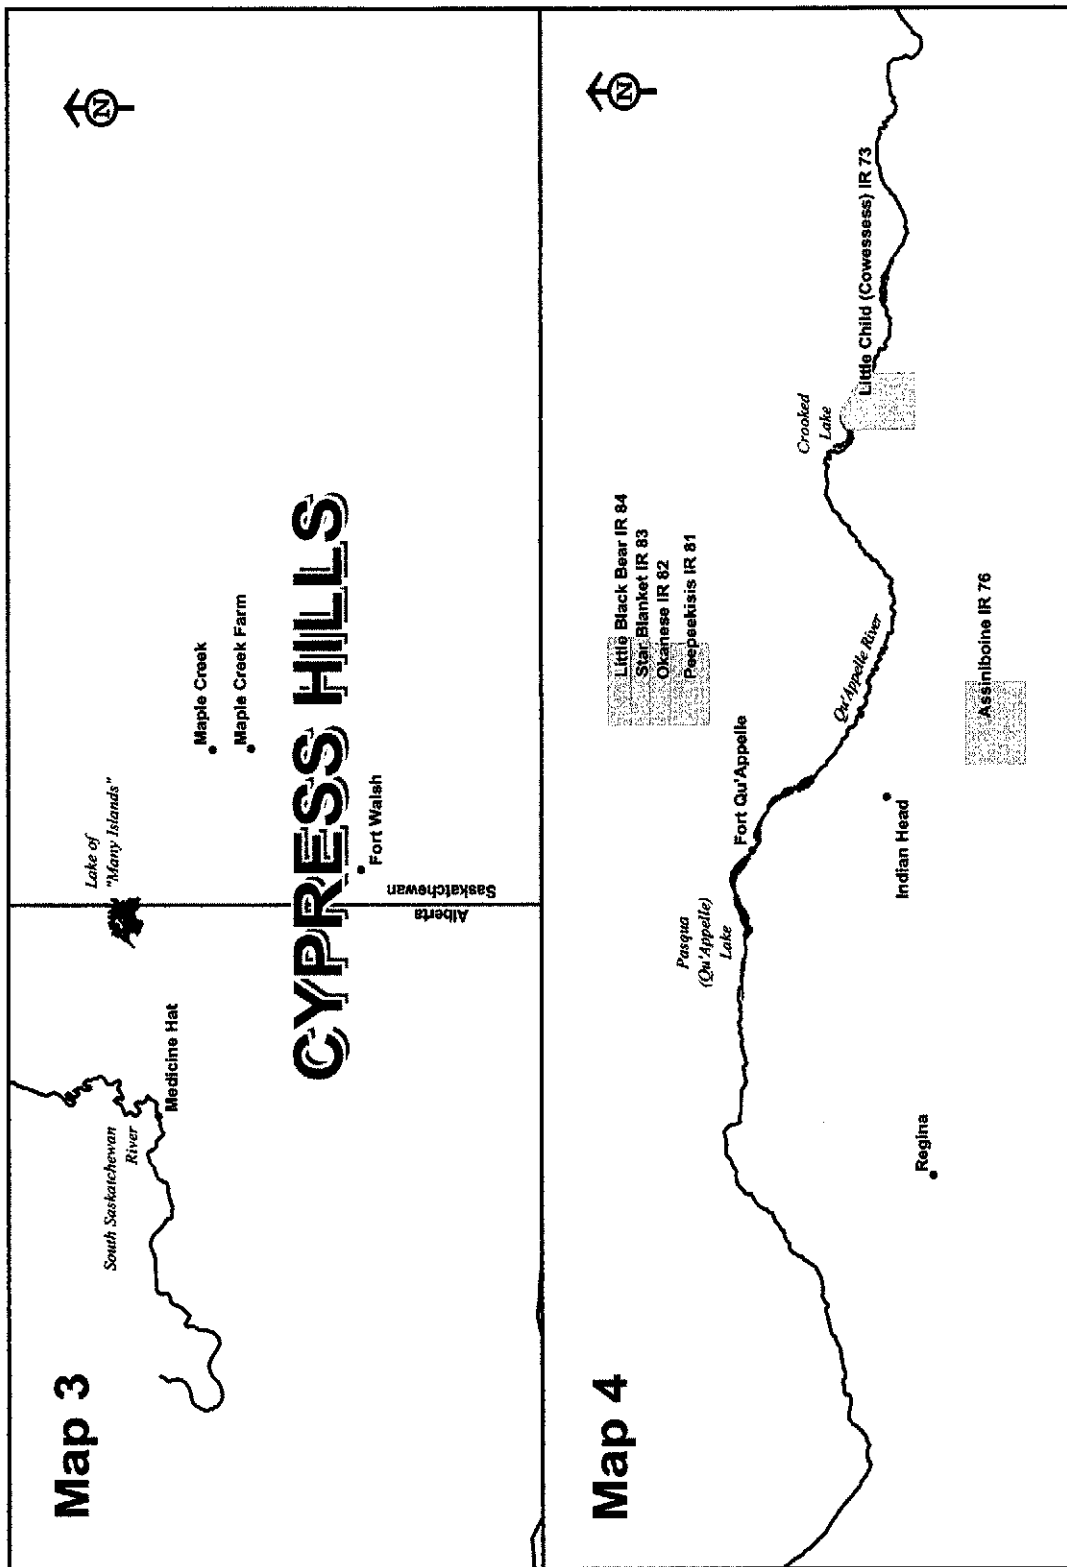 Map 3
N
South Saskatchewan
River
Medicine Hat
Lake of
"Many Islands"
Maple Creek
Maple Creek Farm
CYPRESS HILLS
Fort Walsh
Alberta
Saskatchewan
Map 4
N
Little Black Bear IR 84
Star Blanket IR 83
Okanese IR 82
Peepeekisis IR 81
Pasqua
(Qu'Appelle)
Lake
Fort Qu'Appelle
Crooked
Lake
Little Child (Cowessess) IR 73
Qu'Appelle River
Indian Head
Assiniboine IR 76
Regina